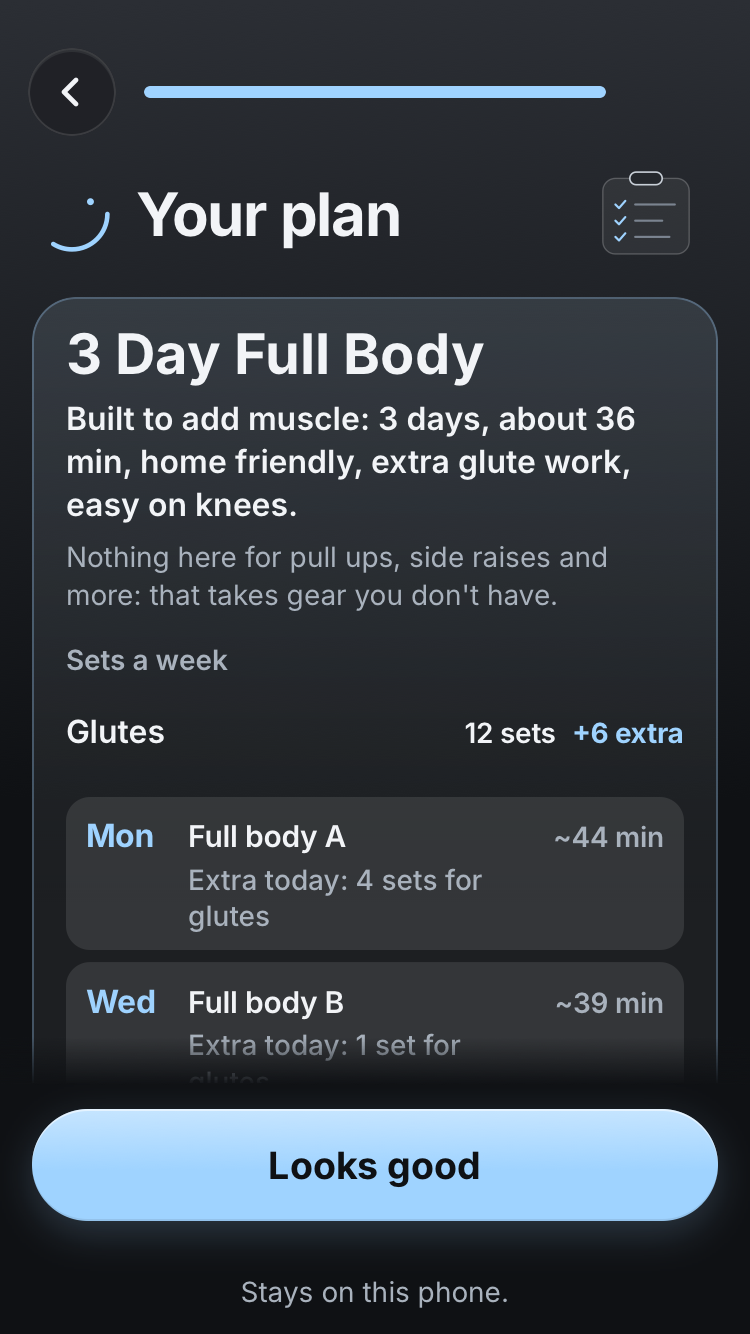 Your plan
3 Day Full Body
Built to add muscle: 3 days, about 36
min, home friendly, extra glute work,
easy on knees.
Nothing here for pull ups, side raises and
more: that takes gear you don't have.
Sets a week
Glutes 12 sets +6 extra
Mon Full body A ~44 min
Extra today: 4 sets for
glutes
Wed Full body B ~39 min
Extra today: 1 set for
glutes
Looks good
Stays on this phone.